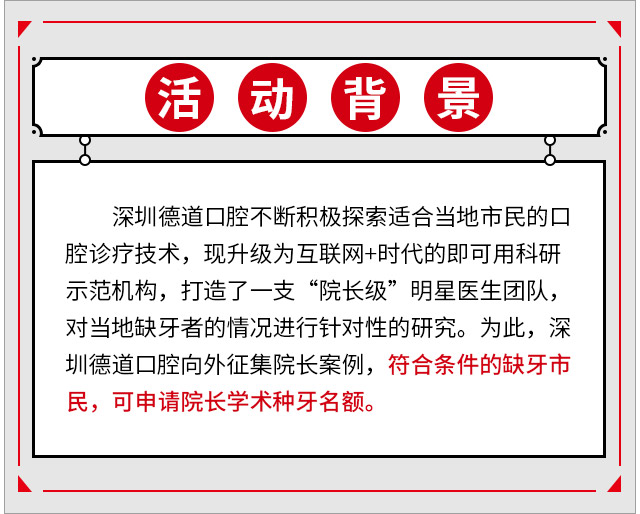 活动背景
深圳德道口腔不断积极探索适合当地市民的口
腔诊疗技术，现升级为互联网+时代的即可用科研
示范机构，打造了一支“院长级”明星医生团队，
对当地缺牙者的情况进行针对性的研究。为此，深
圳德道口腔向外征集院长案例，符合条件的缺牙市
民，可申请院长学术种牙名额。